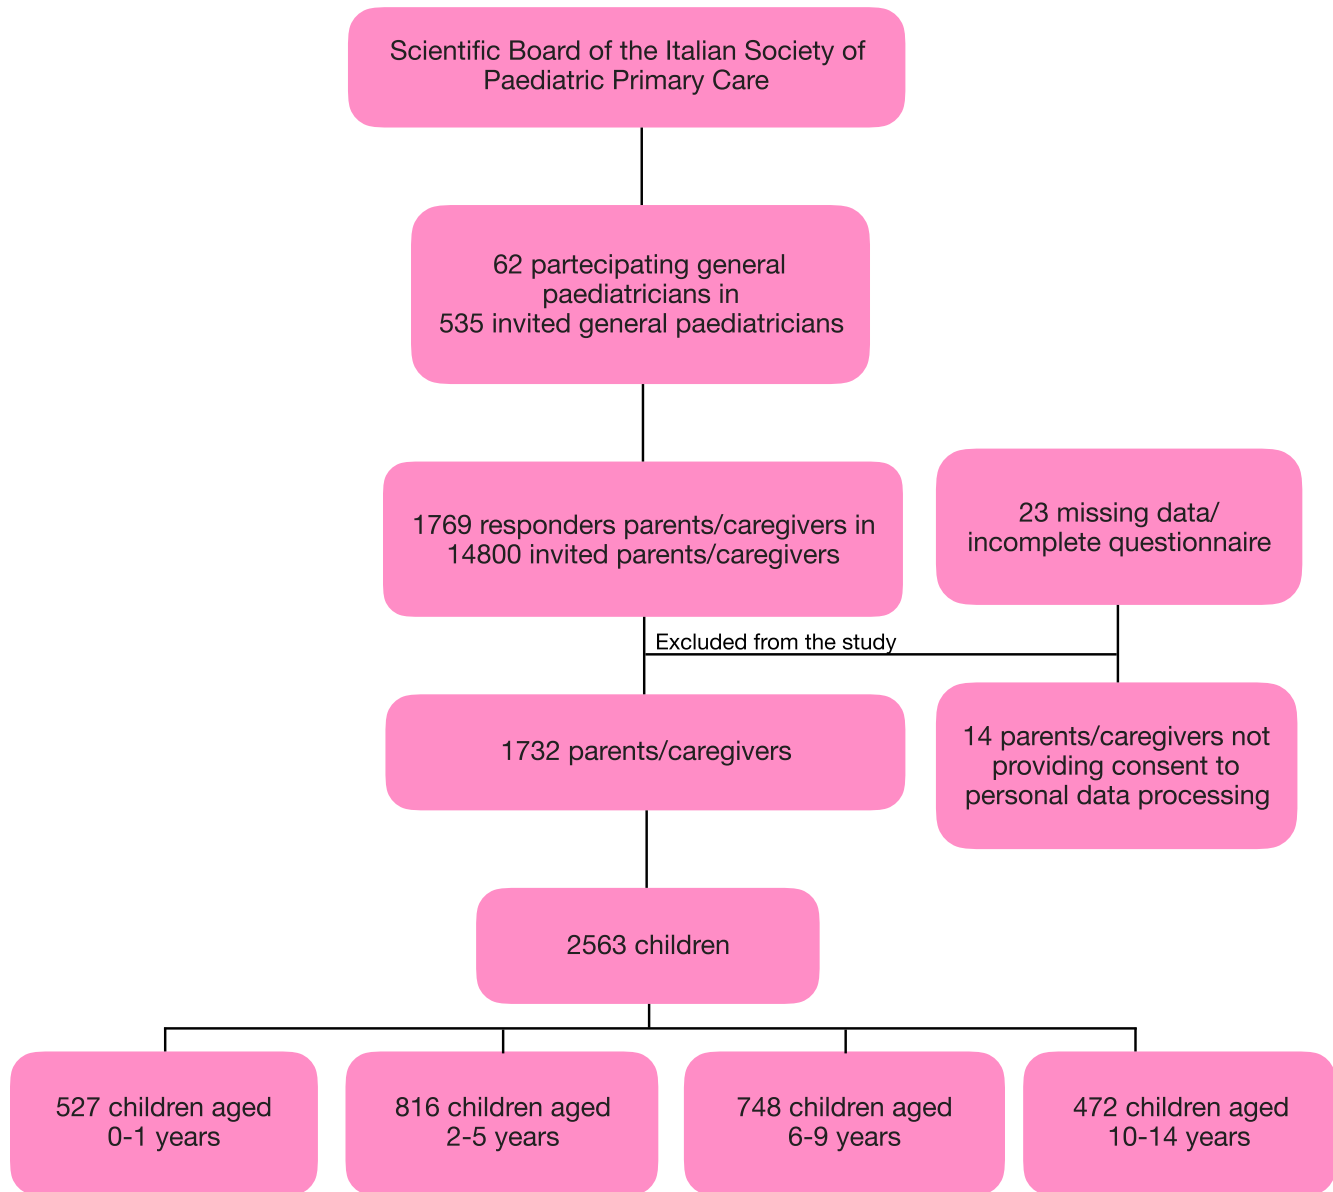 Scientific Board of the Italian Society of
Paediatric Primary Care
62 partecipating general
paediatricians in
535 invited general paediatricians
1769 responders parents/caregivers in
14800 invited parents/caregivers
23 missing data/
incomplete questionnaire
Excluded from the study
1732 parents/caregivers
14 parents/caregivers not
providing consent to
personal data processing
2563 children
527 children aged
0-1 years
816 children aged
2-5 years
748 children aged
6-9 years
472 children aged
10-14 years